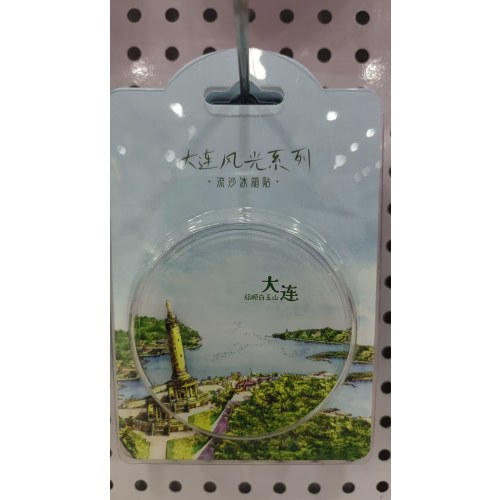 大连风光系列
·流沙冰箱贴·
大连
旅顺白玉山